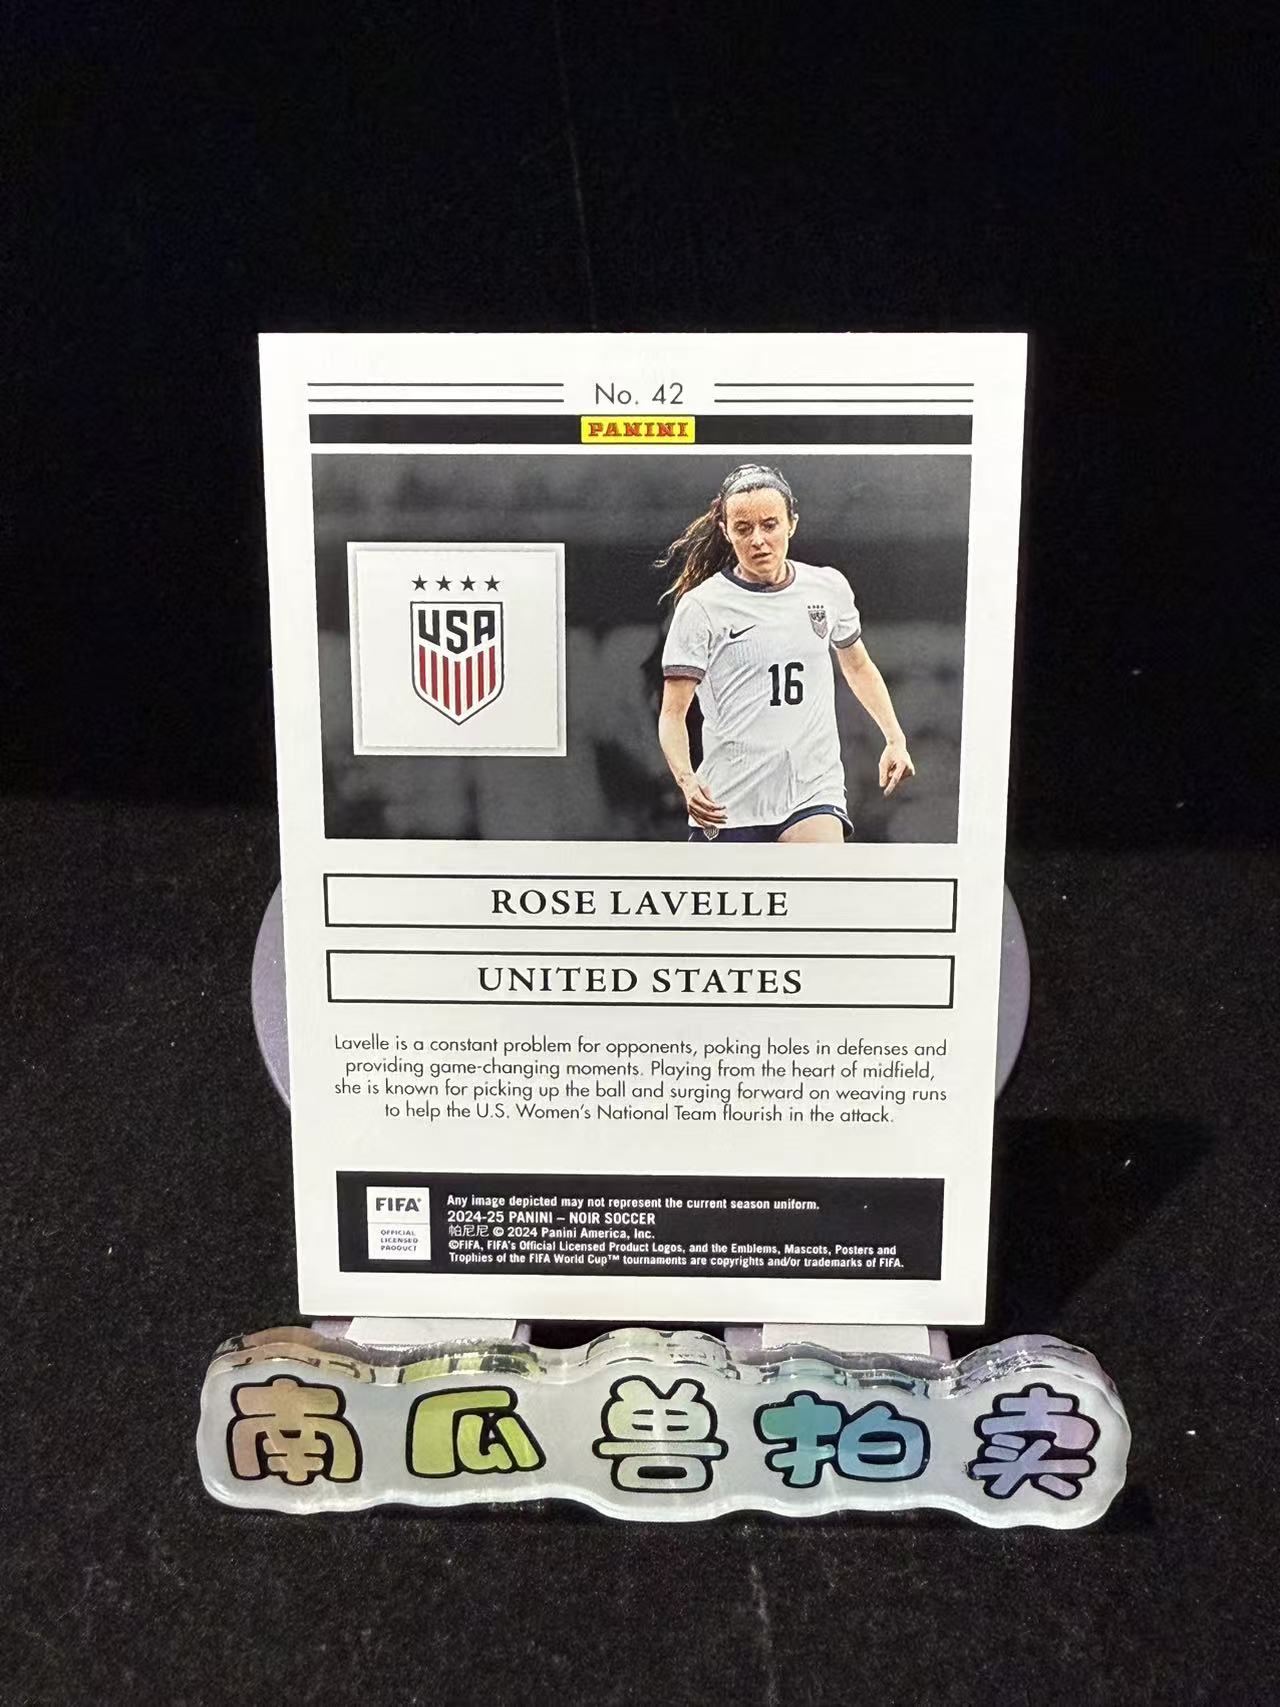 No. 42
PANINI
USA
16
ROSE LAVELLE
UNITED STATES
Lavelle is a constant problem for opponents, poking holes in defenses and
providing game-changing moments. Playing from the heart of midfield,
she is known for picking up the ball and surging forward on weaving runs
to help the U.S. Women's National Team flourish in the attack.
FIFA®
OFFICIAL
LICENSED
PRODUCT
Any image depicted may not represent the current season uniform.
2024-25 PANINI – NOIR SOCCER
帕尼尼 © 2024 Panini America, Inc.
©FIFA, FIFA's Official Licensed Product Logos, and the Emblems, Mascots, Posters and
Trophies of the FIFA World Cup™ tournaments are copyrights and/or trademarks of FIFA.
南瓜兽拍卖